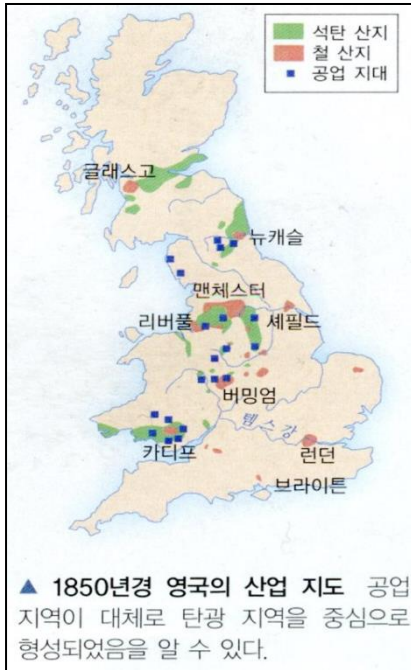 석탄 산지
철 산지
공업 지대
글래스고
뉴캐슬
맨체스터
리버풀
셰필드
버밍엄
템스강
카디프
런던
브라이튼
▲ 1850년경 영국의 산업 지도 공업
지역이 대체로 탄광 지역을 중심으로
형성되었음을 알 수 있다.